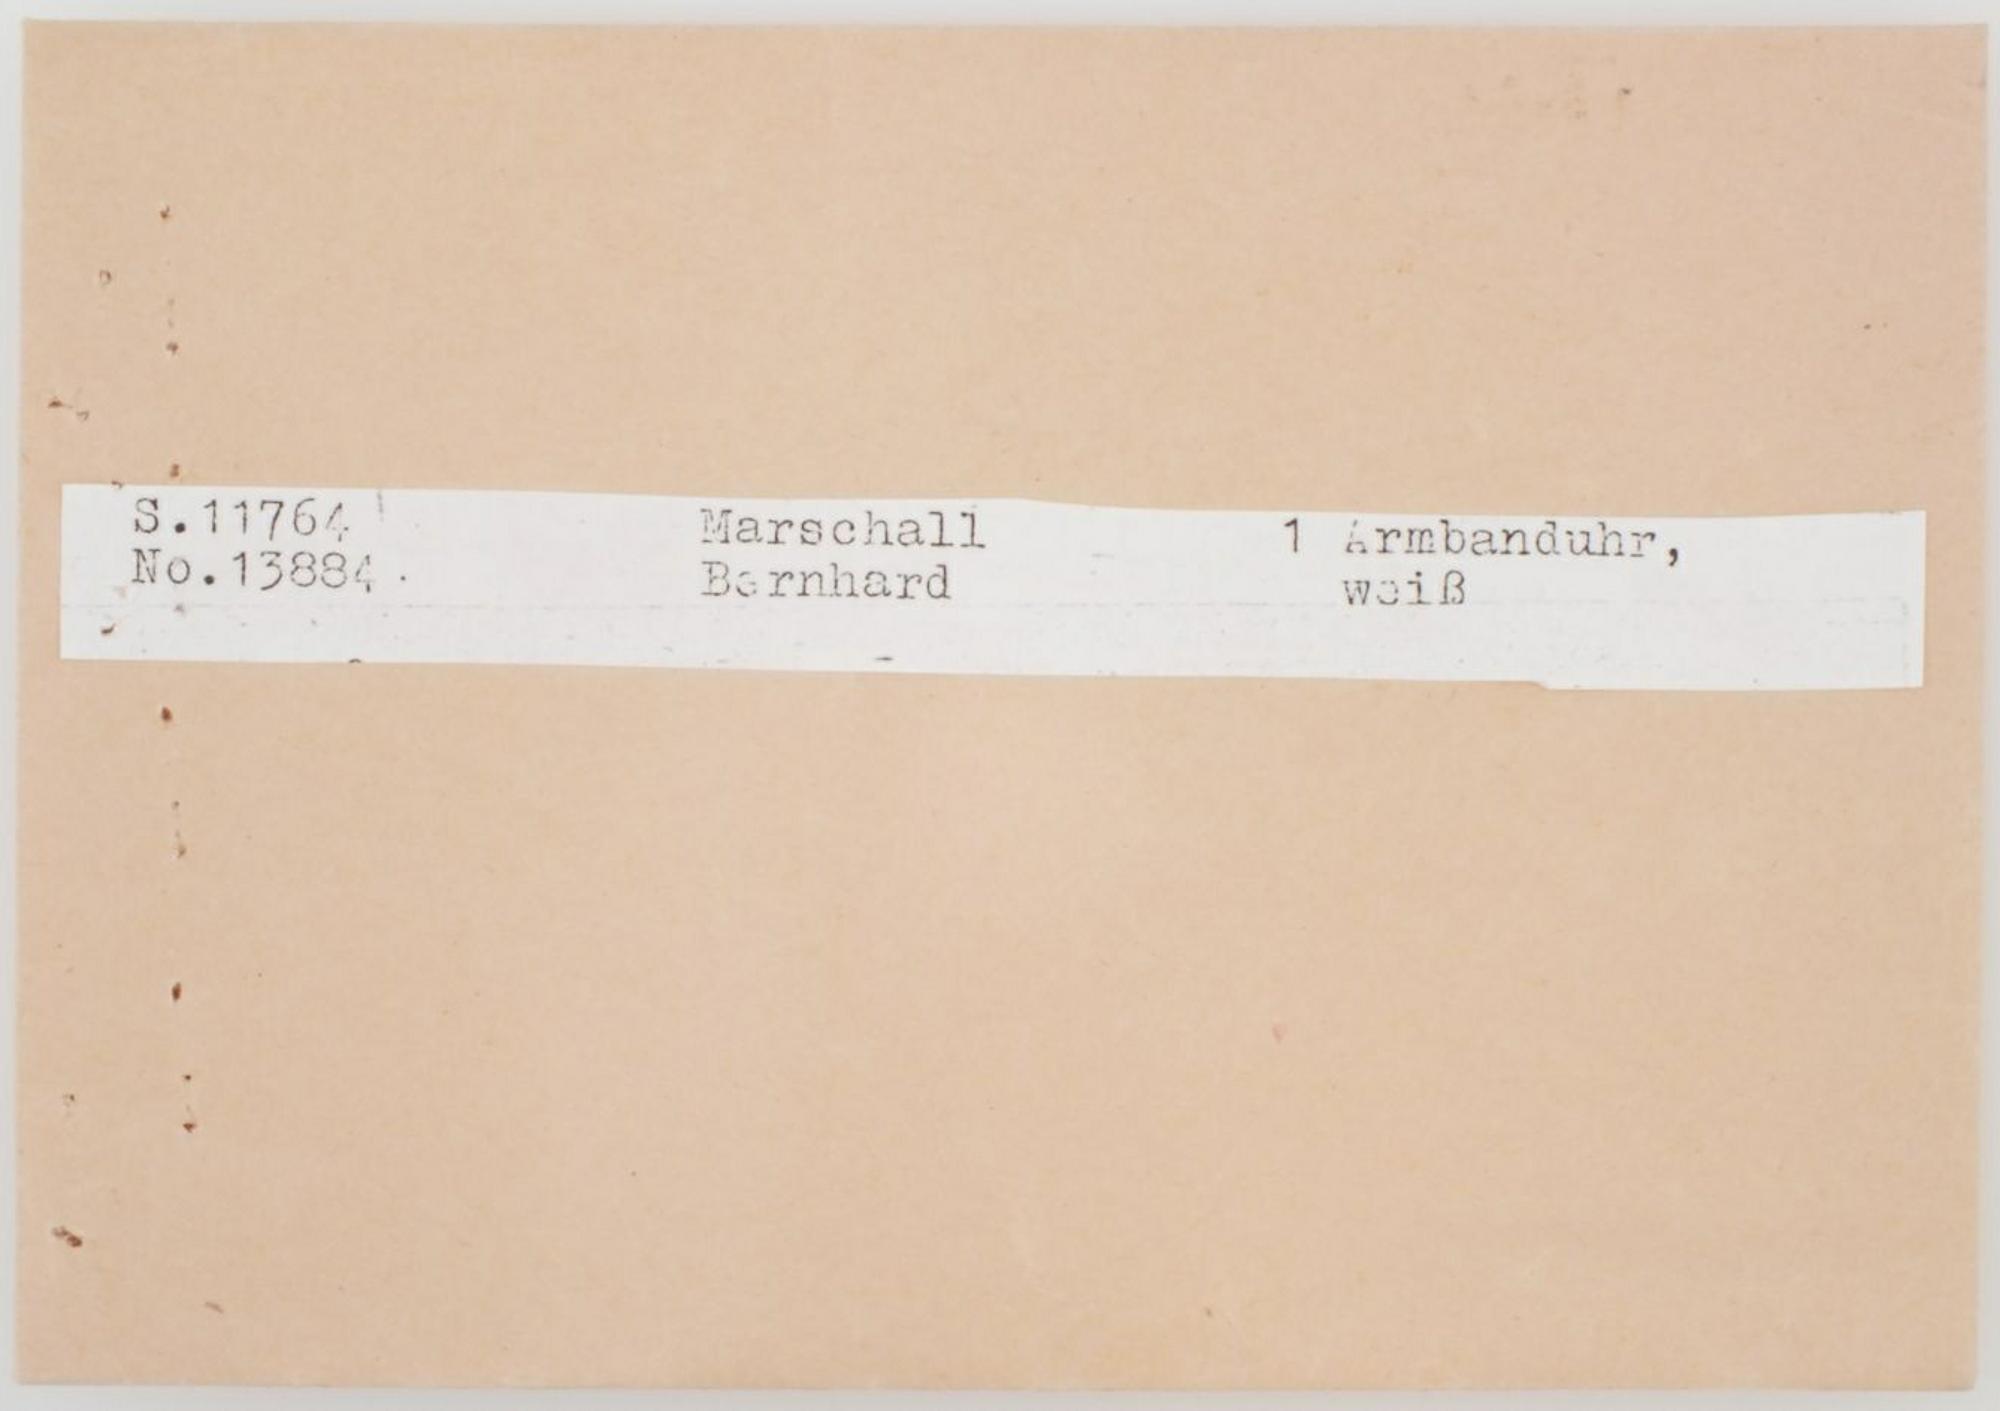 S.11764
No.13884.
Marschall
Bernhard
1 Armbanduhr,
weiß